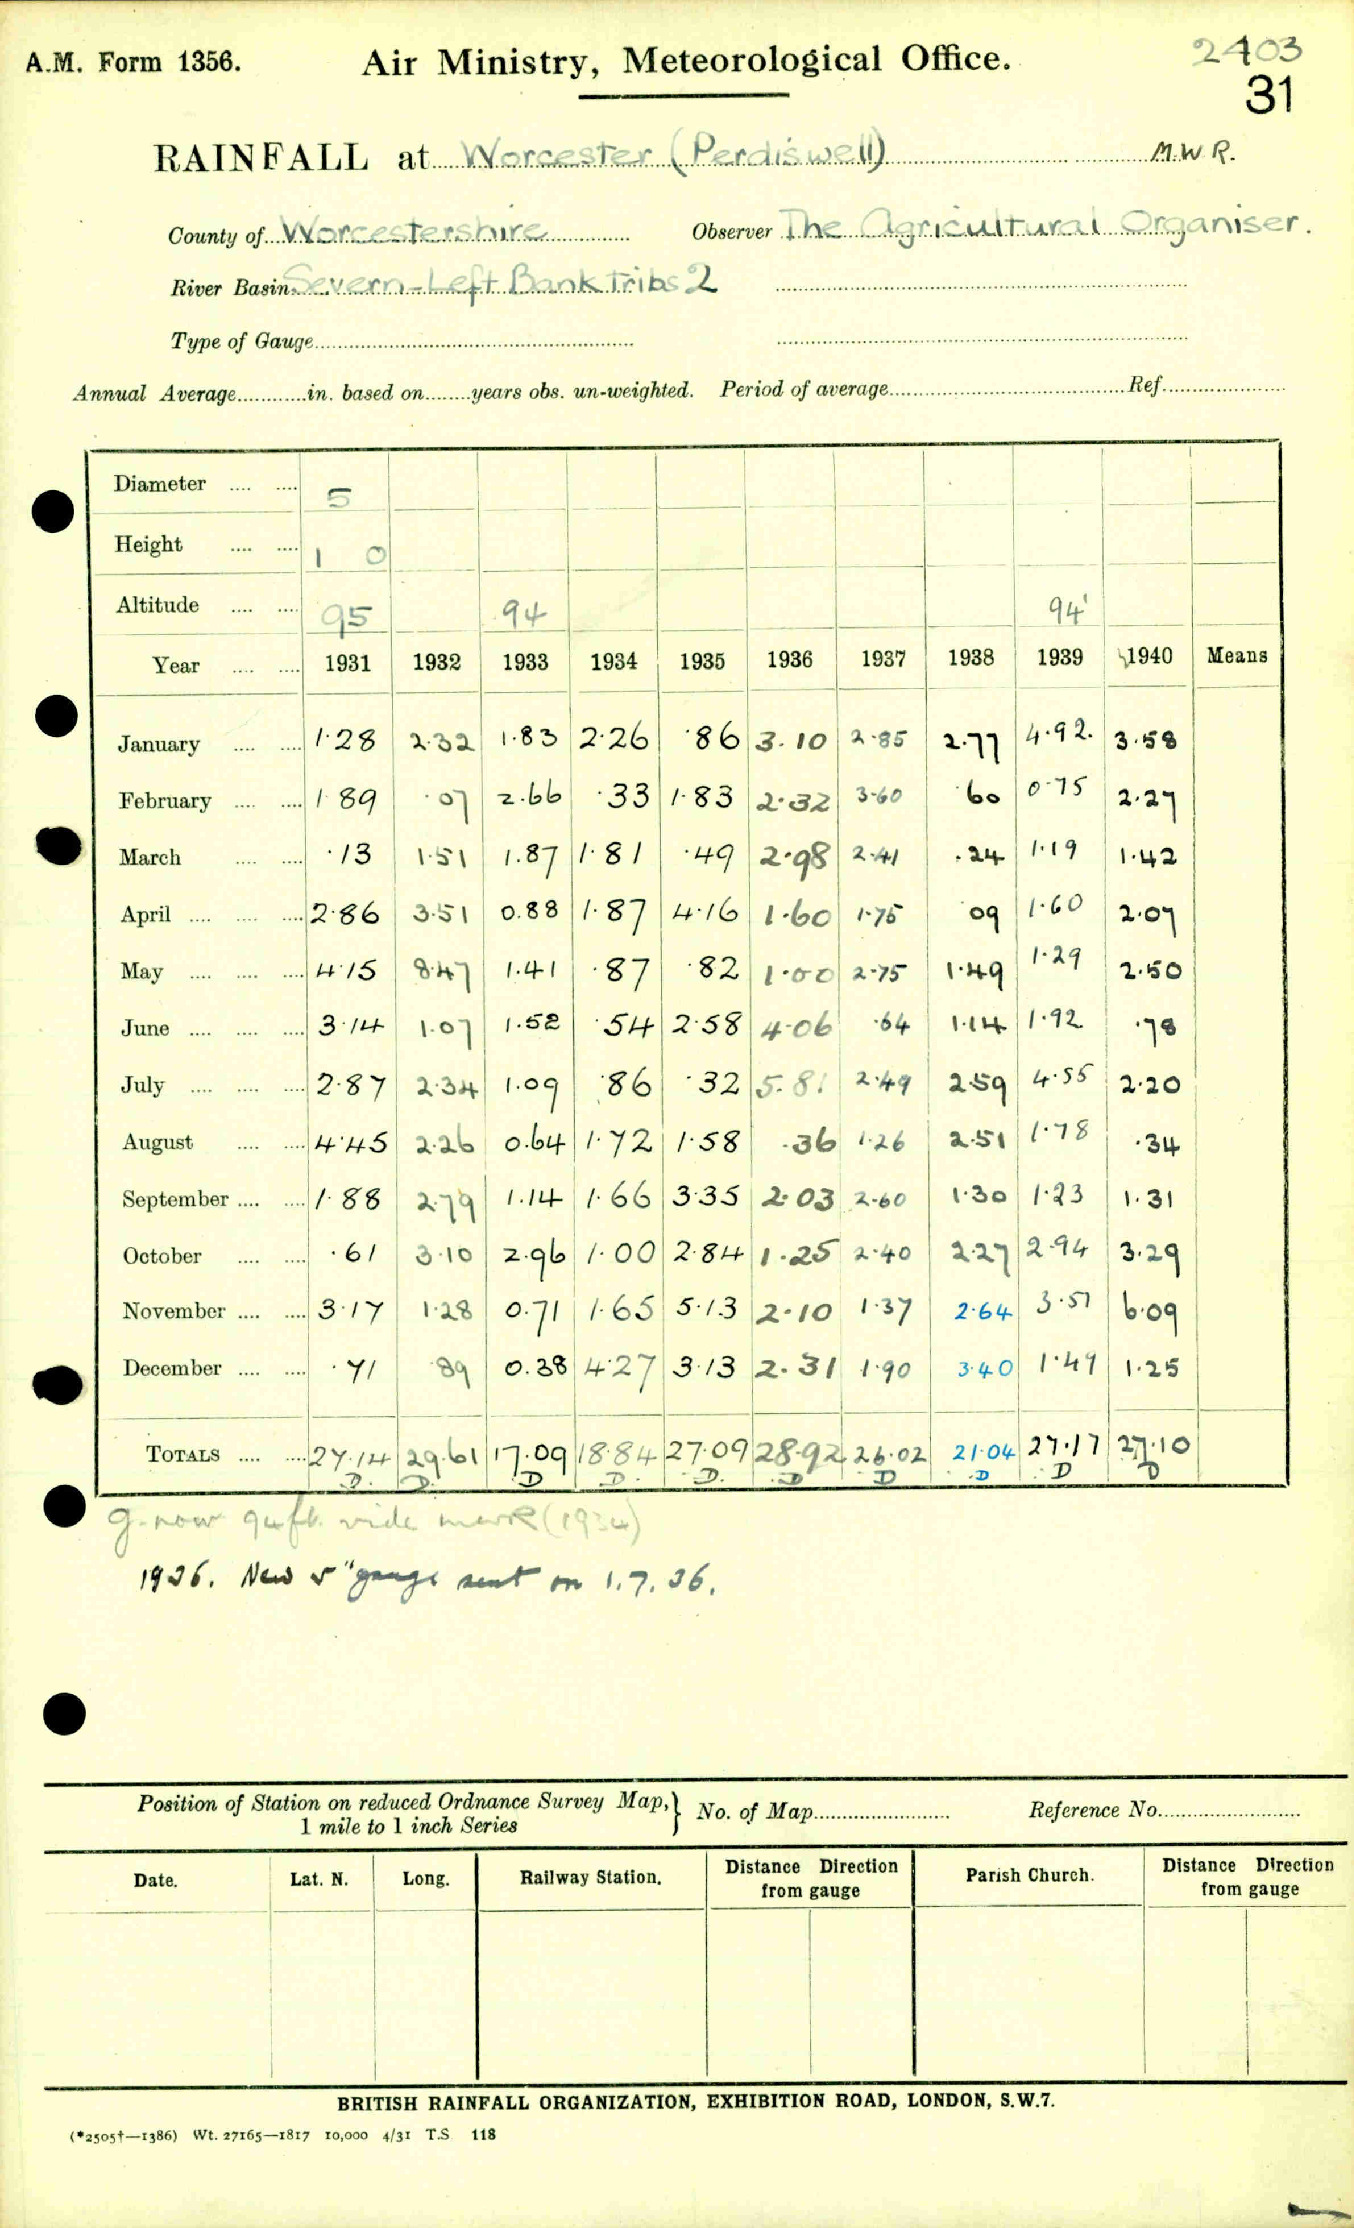 A.M. Form 1356. Air Ministry, Meteorological Office. 2403
31
RAINFALL at Worcester (Perdiswell) M.W.R.
County of Worcestershire Observer The Agricultural Organiser.
River Basin Severn-Left Bank Tribs 2
Type of Gauge
Annual Average in. based on years obs. un-weighted. Period of average Ref.
Diameter 5
Height 1 0
Altitude 95 94 94'
Year 1931 1932 1933 1934 1935 1936 1937 1938 1939 1940 Means
January 1·28 2·32 1·83 2·26 ·86 3·10 2·85 2·77 4·92 3·58
February 1·89 ·07 2·66 ·33 1·83 2·32 3·60 ·60 0·75 2·27
March ·13 1·51 1·87 1·81 ·49 2·98 2·41 ·24 1·19 1·42
April 2·86 3·51 0·88 1·87 4·16 1·60 1·75 ·09 1·60 2·07
May 4·15 8·47 1·41 ·87 ·82 1·00 2·75 1·49 1·29 2·50
June 3·14 1·07 1·52 ·54 2·58 4·06 ·64 1·14 1·92 ·78
July 2·87 2·34 1·09 ·86 ·32 5·81 2·49 2·59 4·55 2·20
August 4·45 2·26 0·64 1·72 1·58 ·36 1·26 2·51 1·78 ·34
September 1·88 2·79 1·14 1·66 3·35 2·03 2·60 1·30 1·23 1·31
October ·61 3·10 2·96 1·00 2·84 1·25 2·40 2·27 2·94 3·29
November 3·17 1·28 0·71 1·65 5·13 2·10 1·37 2·64 3·51 6·09
December ·71 ·89 0·38 4·27 3·13 2·31 1·90 3·40 1·49 1·25
TOTALS 27·14 29·61 17·09 18·84 27·09 28·92 26·02 21·04 27·17 27·10
D. D. D D. D. D D D D D
g. now 94 ft. vide mwR (1934)
1936. New 5" gauge sent on 1.7.36.
Position of Station on reduced Ordnance Survey Map,} No. of Map Reference No.
1 mile to 1 inch Series
Date. Lat. N. Long. Railway Station. Distance Direction from gauge Parish Church. Distance Direction from gauge
BRITISH RAINFALL ORGANIZATION, EXHIBITION ROAD, LONDON, S.W.7.
(*2505†—1386) Wt. 27165—1817 10,000 4/31 T.S. 118